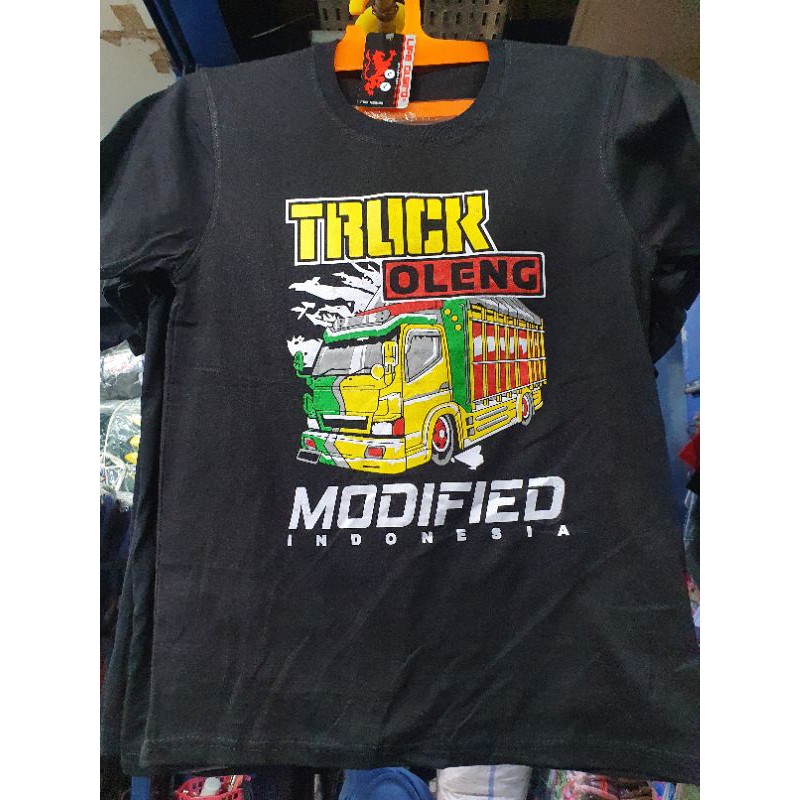 TRUCK
OLENG
MODIFIED
INDONESIA